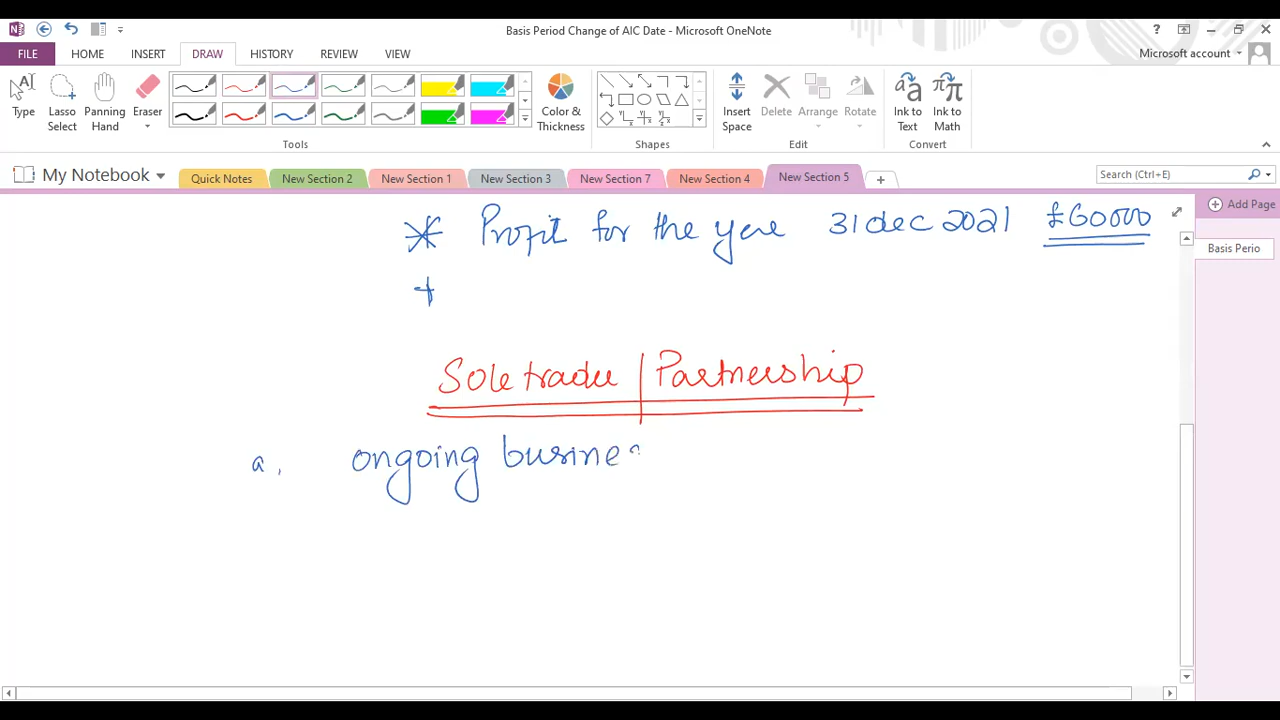 Basis Period Change of AIC Date - Microsoft OneNote
?
FILE HOME INSERT DRAW HISTORY REVIEW VIEW
Microsoft account
Type
Lasso Select
Panning Hand
Eraser
Color & Thickness
Insert Space
Delete
Arrange
Rotate
Ink to Text
Ink to Math
Tools
Shapes
Edit
Convert
My Notebook
Quick Notes
New Section 2
New Section 1
New Section 3
New Section 7
New Section 4
New Section 5
Search (Ctrl+E)
Add Page
Basis Perio
* Profit for the year 31 dec 2021 £60000
+
Sole trader | Partnership
a. ongoing busines